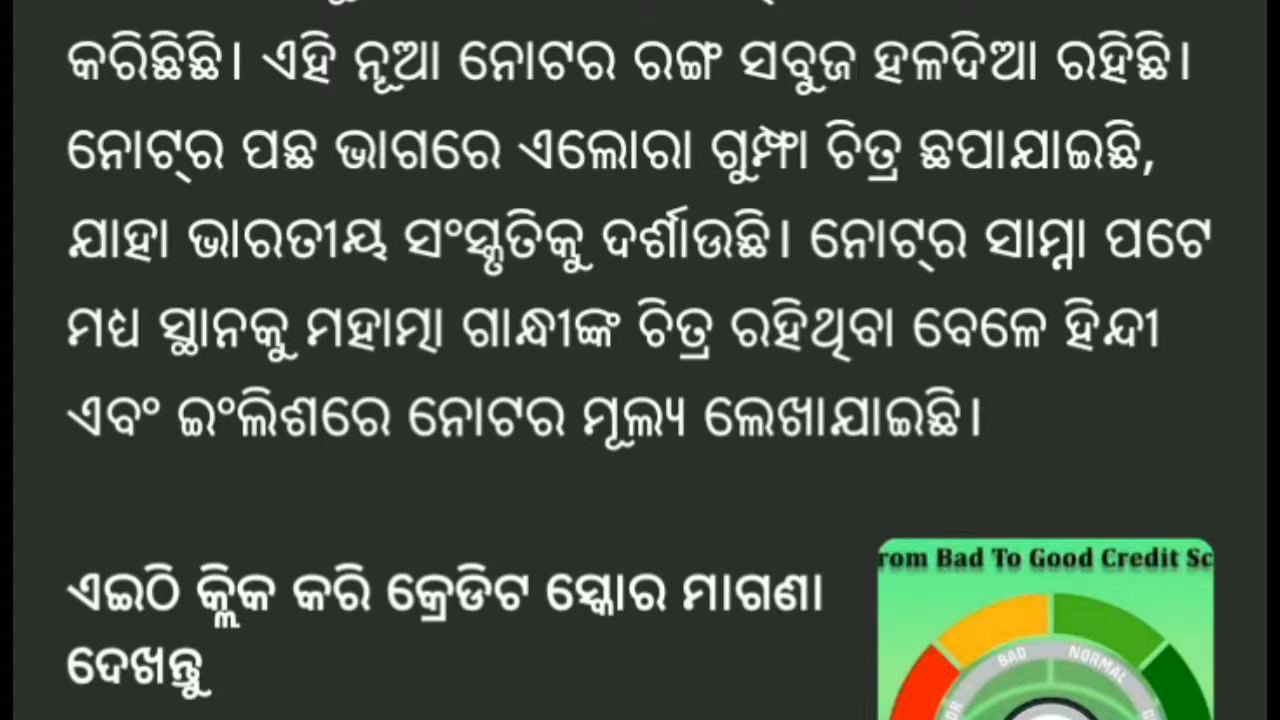 କରିଛିଛି। ଏହି ନୂଆ ନୋଟର ରଙ୍ଗ ସବୁଜ ହଳଦିଆ ରହିଛି।
ନୋଟ୍‌ର ପଛ ଭାଗରେ ଏଲୋରା ଗୁମ୍ଫା ଚିତ୍ର ଛପାଯାଇଛି,
ଯାହା ଭାରତୀୟ ସଂସ୍କୃତିକୁ ଦର୍ଶାଉଛି। ନୋଟ୍‌ର ସାମ୍ନା ପଟେ
ମଧ୍ୟ ସ୍ଥାନକୁ ମହାତ୍ମା ଗାନ୍ଧୀଙ୍କ ଚିତ୍ର ରହିଥିବା ବେଳେ ହିନ୍ଦୀ
ଏବଂ ଇଂଲିଶରେ ନୋଟର ମୂଲ୍ୟ ଲେଖାଯାଇଛି।
rom Bad To Good Credit Sc
ଏଇଠି କ୍ଲିକ କରି କ୍ରେଡିଟ ସ୍କୋର ମାଗଣା
ଦେଖନ୍ତୁ
BAD NORMAL